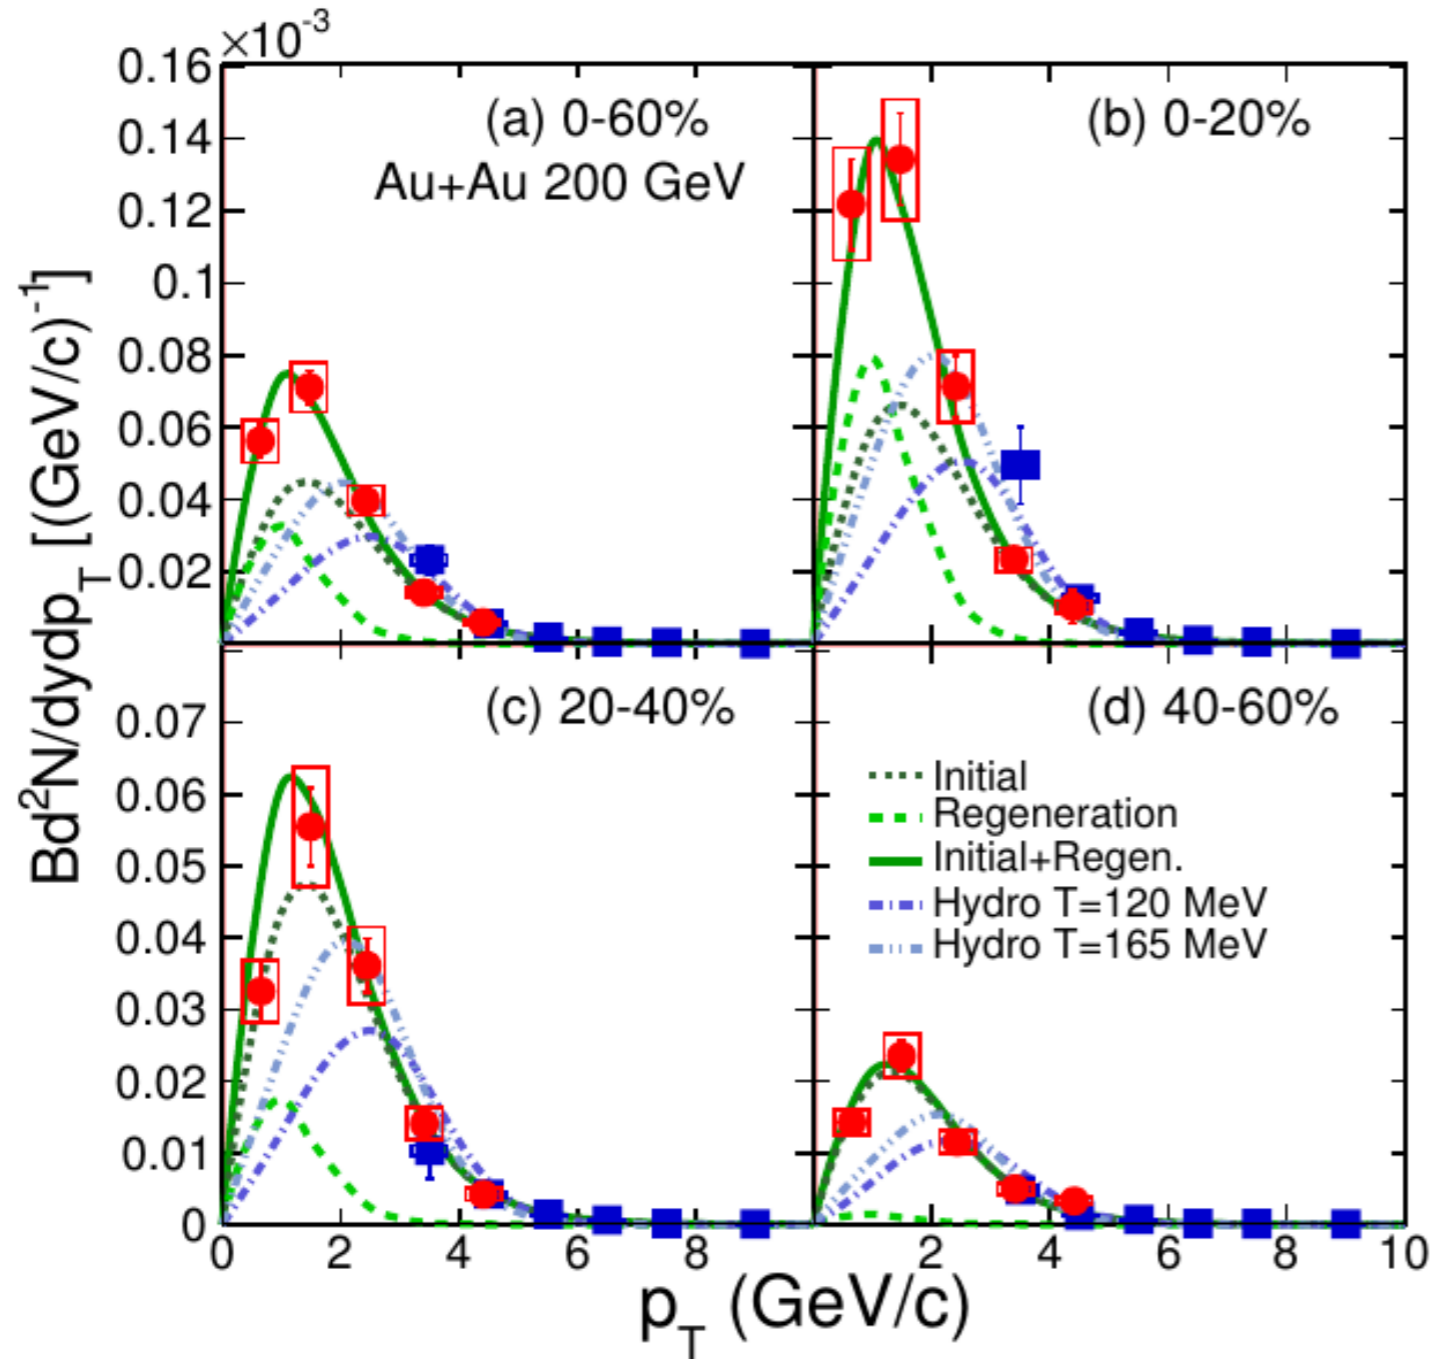 ×10⁻³
0.16
0.14
0.12
0.1
0.08
0.06
0.04
0.02
(a) 0-60%
Au+Au 200 GeV
(b) 0-20%
Bd²N/dydp_T [(GeV/c)⁻¹]
(c) 20-40%
(d) 40-60%
0.07
0.06
0.05
0.04
0.03
0.02
0.01
0
Initial
Regeneration
Initial+Regen.
Hydro T=120 MeV
Hydro T=165 MeV
0 2 4 6 8 2 4 6 8 10
p_T (GeV/c)